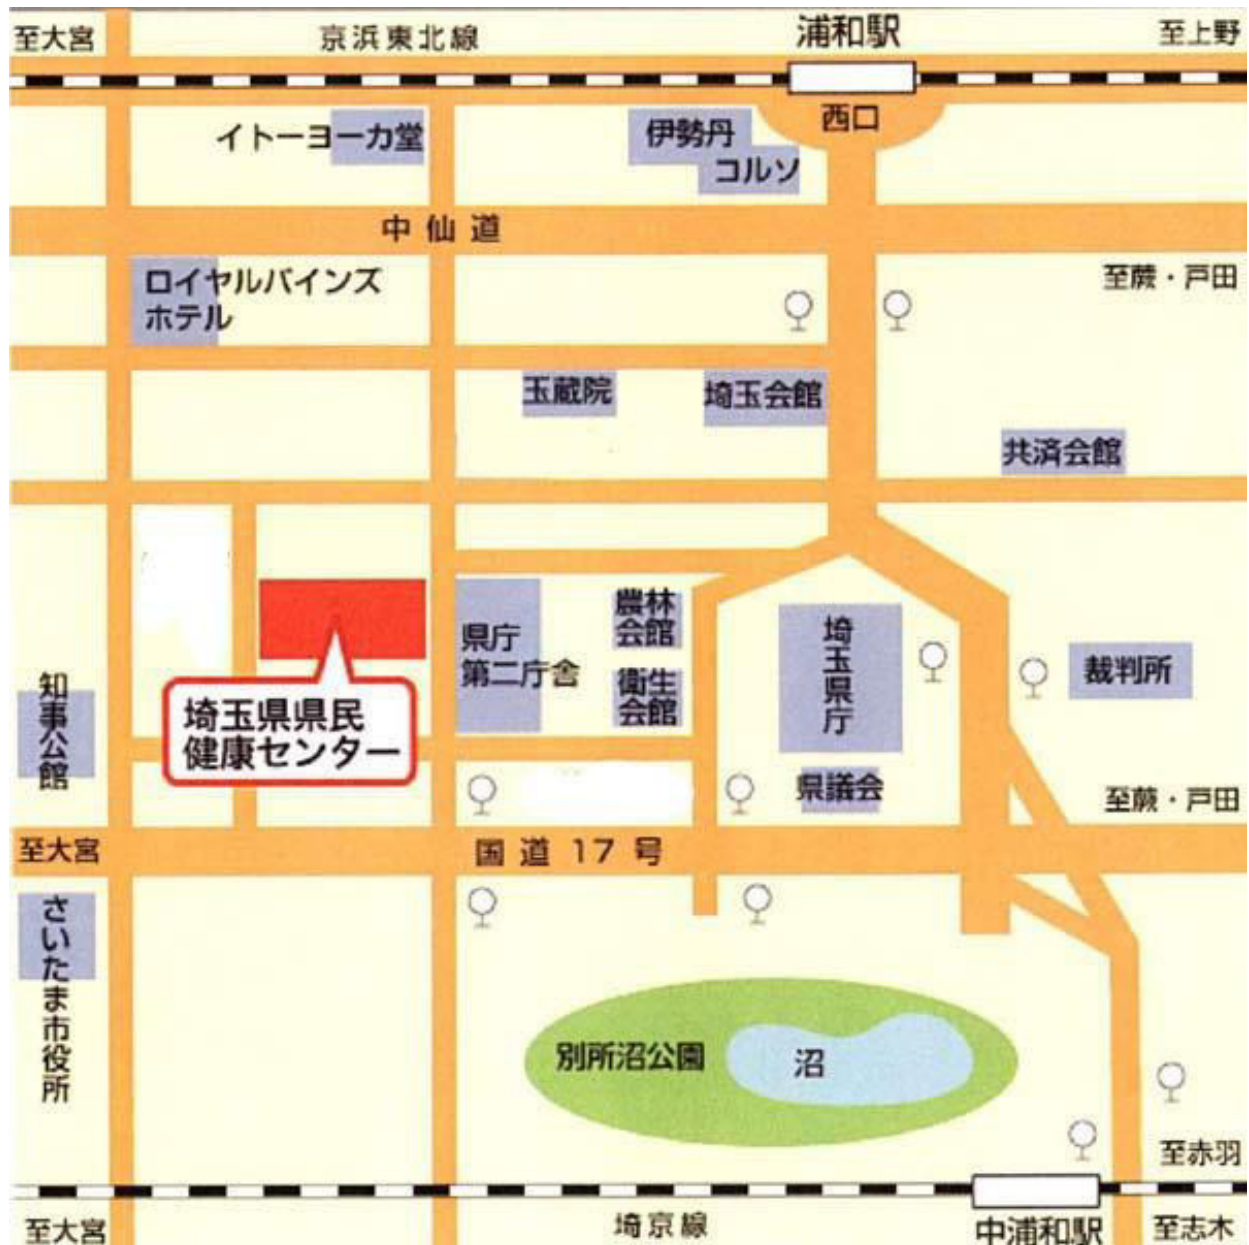 至大宮
京浜東北線
浦和駅
至上野
西口
イトーヨーカ堂
伊勢丹
コルソ
中仙道
ロイヤルパインズ
ホテル
至蕨・戸田
玉蔵院
埼玉会館
共済会館
県庁
第二庁舎
農林
会館
衛生
会館
埼玉県庁
裁判所
知事公館
埼玉県県民
健康センター
県議会
至蕨・戸田
至大宮
国道17号
さいたま市役所
別所沼公園
沼
至赤羽
至大宮
埼京線
中浦和駅
至志木